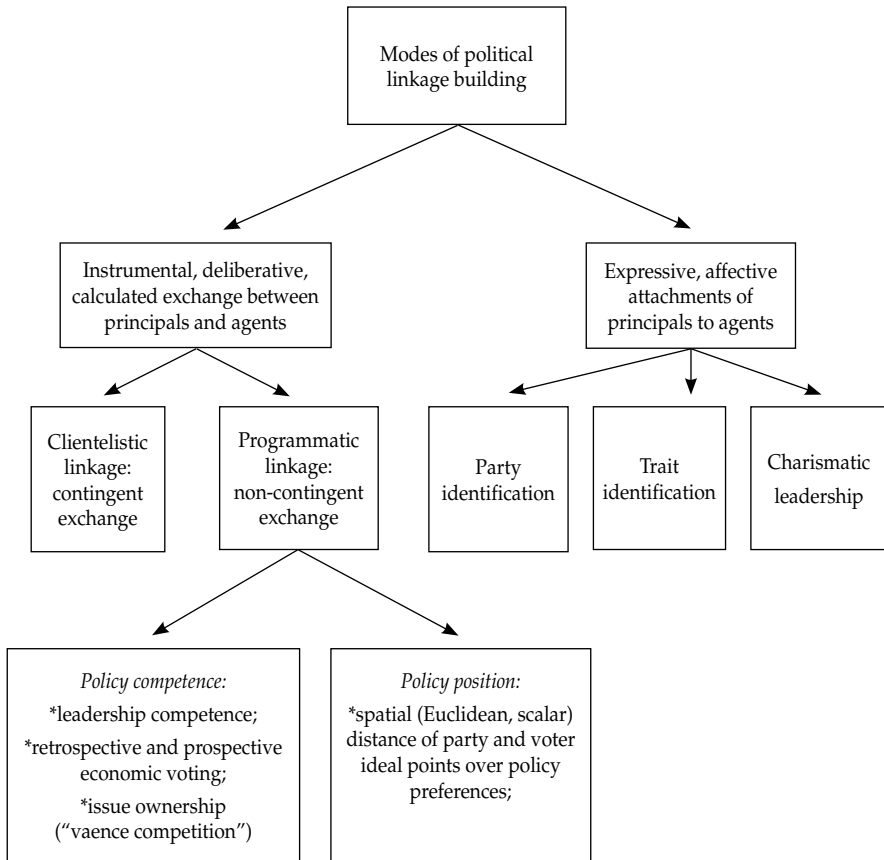 Modes of political
linkage building
Instrumental, deliberative,
calculated exchange between
principals and agents
Expressive, affective
attachments of
principals to agents
Clientelistic
linkage:
contingent
exchange
Programmatic
linkage:
non-contingent
exchange
Party
identification
Trait
identification
Charismatic
leadership
Policy competence:
*leadership competence;
*retrospective and prospective
economic voting;
*issue ownership
(“vaence competition”)
Policy position:
*spatial (Euclidean, scalar)
distance of party and voter
ideal points over policy
preferences;